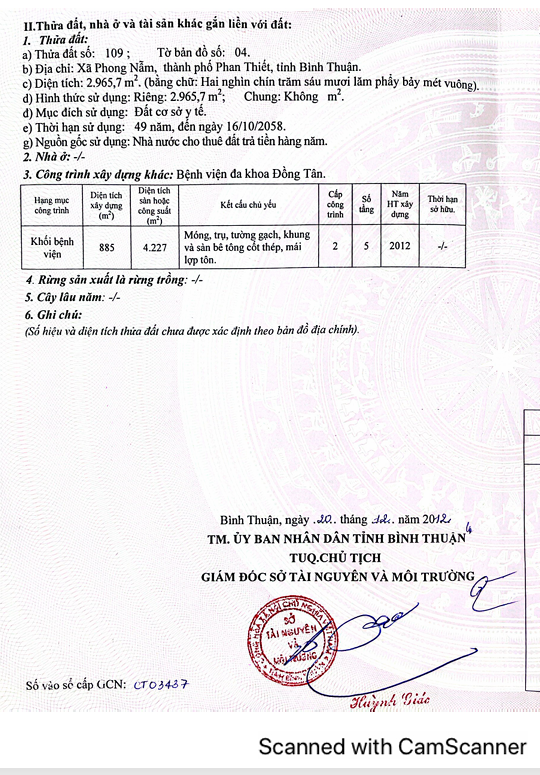 II.Thửa đất, nhà ở và tài sản khác gắn liền với đất:
1. Thửa đất:
a) Thửa đất số: 109 ; Tờ bản đồ số: 04.
b) Địa chỉ: Xã Phong Nẫm, thành phố Phan Thiết, tỉnh Bình Thuận.
c) Diện tích: 2.965,7 m². (bằng chữ: Hai nghìn chín trăm sáu mươi lăm phẩy bảy mét vuông).
d) Hình thức sử dụng: Riêng: 2.965,7 m²; Chung: Không m².
đ) Mục đích sử dụng: Đất cơ sở y tế.
e) Thời hạn sử dụng: 49 năm, đến ngày 16/10/2058.
g) Nguồn gốc sử dụng: Nhà nước cho thuê đất trả tiền hàng năm.
2. Nhà ở: -/-
3. Công trình xây dựng khác: Bệnh viện đa khoa Đồng Tân.
Hạng mục công trình | Diện tích xây dựng (m²) | Diện tích sàn hoặc công suất (m²) | Kết cấu chủ yếu | Cấp công trình | Số tầng | Năm HT xây dựng | Thời hạn sở hữu.
Khối bệnh viện | 885 | 4.227 | Móng, trụ, tường gạch, khung và sàn bê tông cốt thép, mái lợp tôn. | 2 | 5 | 2012 | -/-
4. Rừng sản xuất là rừng trồng: -/-
5. Cây lâu năm: -/-
6. Ghi chú:
(Số hiệu và diện tích thửa đất chưa được xác định theo bản đồ địa chính).
Bình Thuận, ngày .20. tháng .12. năm 2012
TM. ỦY BAN NHÂN DÂN TỈNH BÌNH THUẬN
TUQ.CHỦ TỊCH
GIÁM ĐỐC SỞ TÀI NGUYÊN VÀ MÔI TRƯỜNG
SỞ
TÀI NGUYÊN
VÀ
MÔI TRƯỜNG
Số vào sổ cấp GCN: CT03437
Huỳnh Giác
Scanned with CamScanner